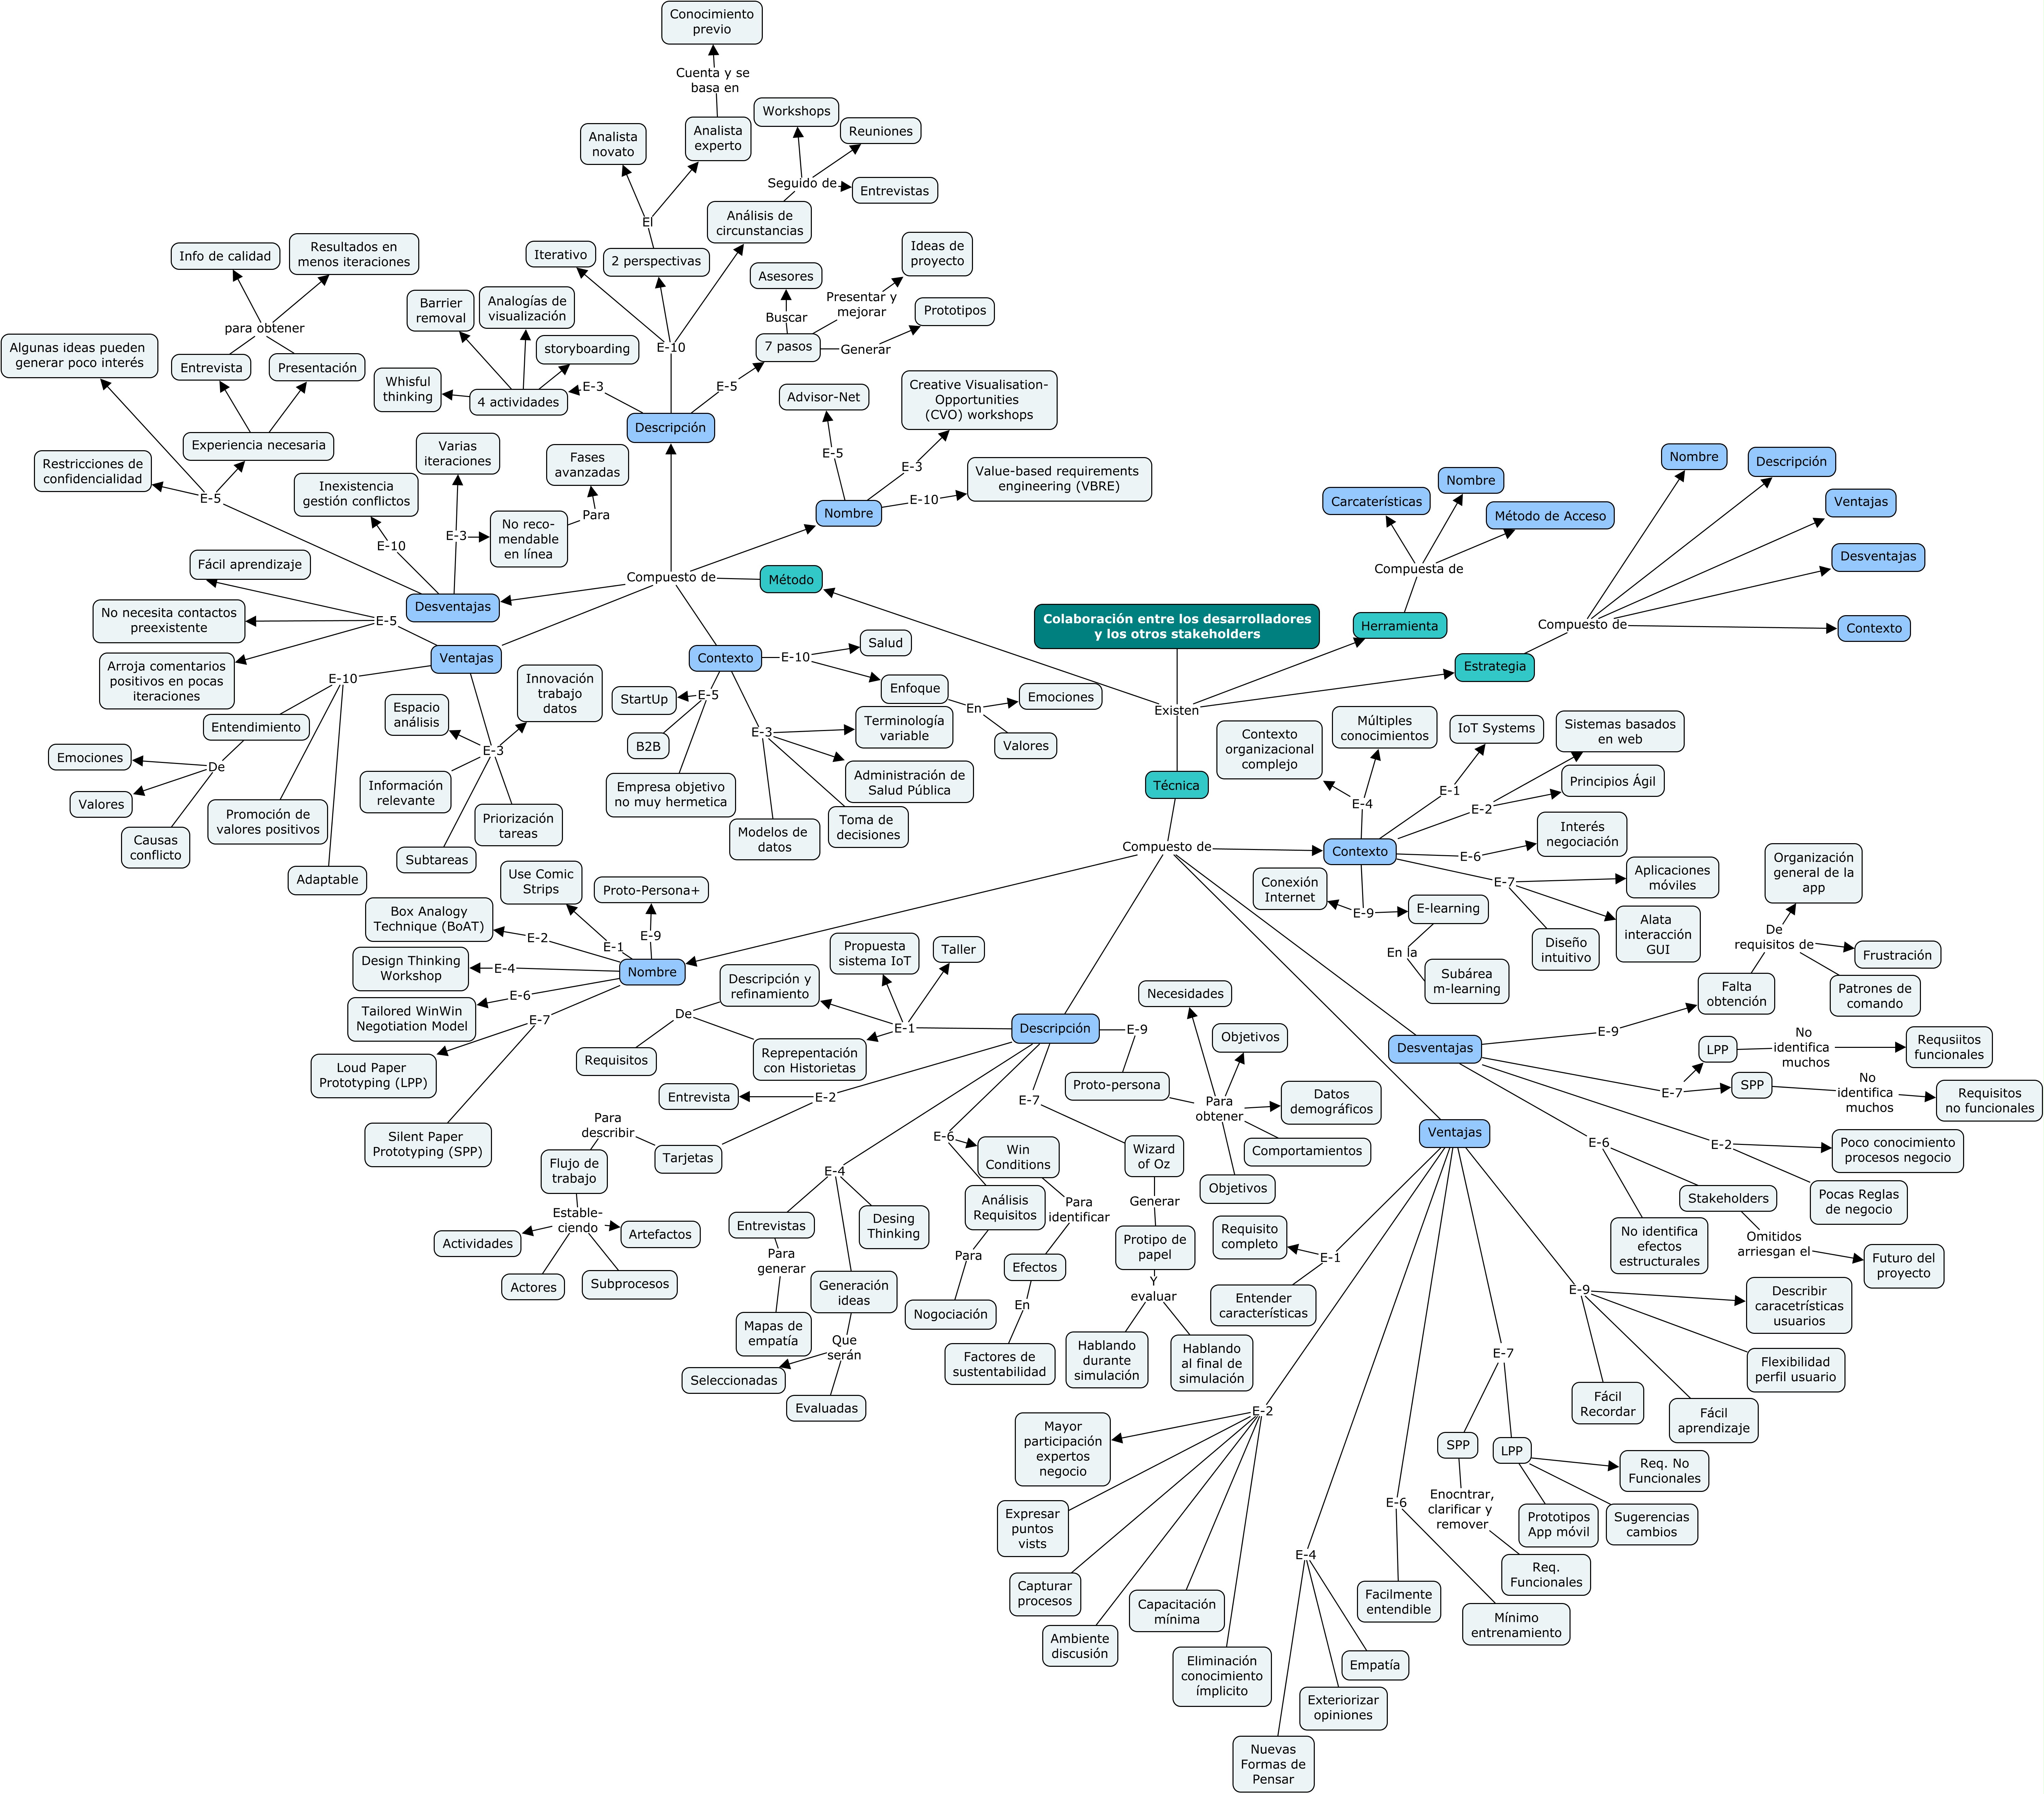 Conocimiento
previo
Cuenta y se
basa en
Workshops
Analista
novato
Analista
experto
Reuniones
Seguido de
Entrevistas
El
Análisis de
circunstancias
Info de calidad
Resultados en
menos iteraciones
Iterativo
2 perspectivas
Ideas de
proyecto
Asesores
Barrier
removal
Analogías de
visualización
Presentar y
mejorar
Prototipos
Buscar
para obtener
Algunas ideas pueden
generar poco interés
storyboarding
E-10
7 pasos
Generar
Entrevista
Presentación
Whisful
thinking
4 actividades
E-3
E-5
Advisor-Net
Creative Visualisation-
Opportunities
(CVO) workshops
Descripción
Experiencia necesaria
Varias
iteraciones
Fases
avanzadas
E-5
E-3
Value-based requirements
engineering (VBRE)
Restricciones de
confidencialidad
Inexistencia
gestión conflictos
E-5
E-10
Nombre
Para
No reco-
mendable
en línea
E-3
E-10
Nombre
Descripción
Carcaterísticas
Nombre
Método de Acceso
Ventajas
Desventajas
Fácil aprendizaje
Compuesto de
Método
Compuesta de
No necesita contactos
preexistente
Desventajas
E-5
Colaboración entre los desarrolladores
y los otros stakeholders
Herramienta
Compuesto de
Contexto
Arroja comentarios
positivos en pocas
iteraciones
Ventajas
Contexto
E-10
Salud
Estrategia
E-10
Innovación
trabajo
datos
StartUp
E-5
Enfoque
En
Emociones
Existen
Espacio
análisis
Entendimiento
E-3
B2B
E-3
Terminología
variable
Valores
Contexto
organizacional
complejo
Múltiples
conocimientos
IoT Systems
Sistemas basados
en web
Emociones
De
Información
relevante
Empresa objetivo
no muy hermetica
Administración de
Salud Pública
Técnica
Principios Ágil
Valores
Promoción de
valores positivos
Priorización
tareas
Modelos de
datos
Toma de
decisiones
E-4
E-1
E-2
Causas
conflicto
Adaptable
Subtareas
Compuesto de
Contexto
E-6
Interés
negociación
Organización
general de la
app
Use Comic
Strips
Proto-Persona+
Conexión
Internet
E-7
Aplicaciones
móviles
Box Analogy
Technique (BoAT)
E-2
E-1
E-9
E-9
E-learning
Alata
interacción
GUI
Diseño
intuitivo
De
requisitos de
Frustración
Design Thinking
Workshop
E-4
Nombre
Propuesta
sistema IoT
Taller
En la
Subárea
m-learning
Falta
obtención
Patrones de
comando
Tailored WinWin
Negotiation Model
E-6
E-7
Descripción y
refinamiento
De
E-1
Descripción
E-9
Necesidades
Desventajas
E-9
Loud Paper
Prototyping (LPP)
Requisitos
Reprepentación
con Historietas
Objetivos
LPP
No
identifica
muchos
Requsiitos
funcionales
Entrevista
E-2
E-7
Proto-persona
Para
obtener
Datos
demográficos
E-7
SPP
No
identifica
muchos
Requisitos
no funcionales
Silent Paper
Prototyping (SPP)
Para
describir
Tarjetas
E-6
Win
Conditions
Wizard
of Oz
Comportamientos
Ventajas
E-6
E-2
Poco conocimiento
procesos negocio
Flujo de
trabajo
E-4
Análisis
Requisitos
Para
identificar
Generar
Objetivos
Stakeholders
Pocas Reglas
de negocio
Estable-
ciendo
Actividades
Artefactos
Entrevistas
Desing
Thinking
Protipo de
papel
Requisito
completo
E-1
No identifica
efectos
estructurales
Omitidos
arriesgan el
Futuro del
proyecto
Actores
Subprocesos
Para
generar
Generación
ideas
Para
Efectos
Y
evaluar
Entender
características
E-9
Describir
caracetrísticas
usuarios
Mapas de
empatía
Que
serán
Nogociación
En
Factores de
sustentabilidad
Hablando
durante
simulación
Hablando
al final de
simulación
E-7
Flexibilidad
perfil usuario
Seleccionadas
Evaluadas
Fácil
Recordar
Fácil
aprendizaje
E-2
Mayor
participación
expertos
negocio
SPP
LPP
Req. No
Funcionales
Expresar
puntos
vists
E-6
Enocntrar,
clarificar y
remover
Prototipos
App móvil
Sugerencias
cambios
E-4
Req.
Funcionales
Capturar
procesos
Capacitación
mínima
Facilmente
entendible
Mínimo
entrenamiento
Ambiente
discusión
Eliminación
conocimiento
ímplicito
Empatía
Exteriorizar
opiniones
Nuevas
Formas de
Pensar